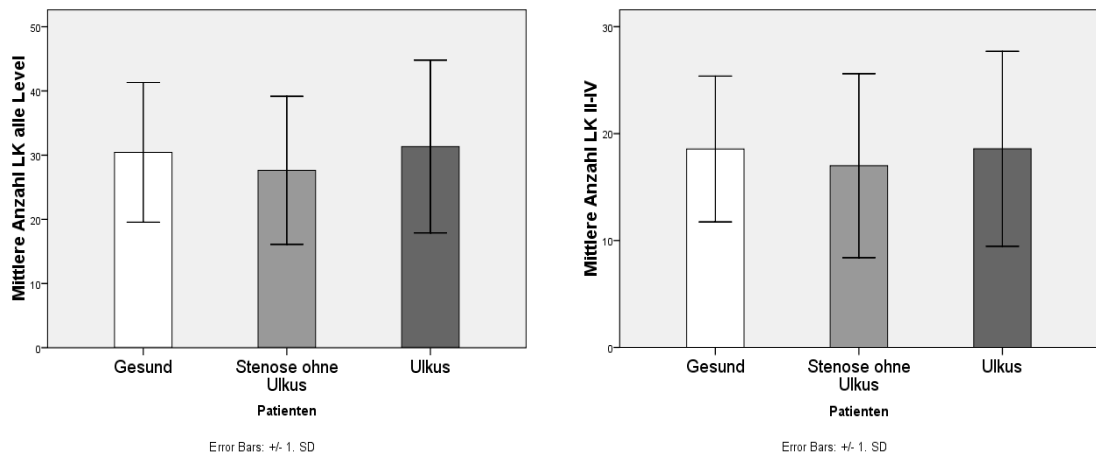 Mittlere Anzahl LK alle Level
50
40
30
20
10
0
Gesund
Stenose ohne
Ulkus
Ulkus
Patienten
Error Bars: +/- 1. SD
Mittlere Anzahl LK II-IV
30
20
10
0
Gesund
Stenose ohne
Ulkus
Ulkus
Patienten
Error Bars: +/- 1. SD